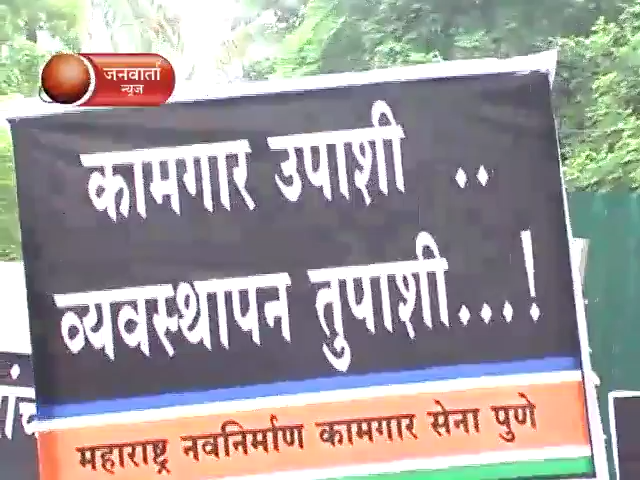 जनवार्ता
न्यूज
कामगार उपाशी ..
व्यवस्थापन तुपाशी...!
महाराष्ट्र नवनिर्माण कामगार सेना पुणे